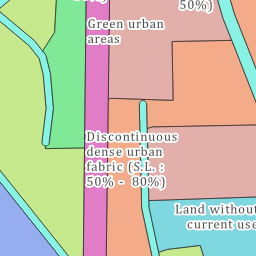 50%)
Green urban
areas
Discontinuous
dense urban
fabric (S.L. :
50% - 80%)
Land without
current use